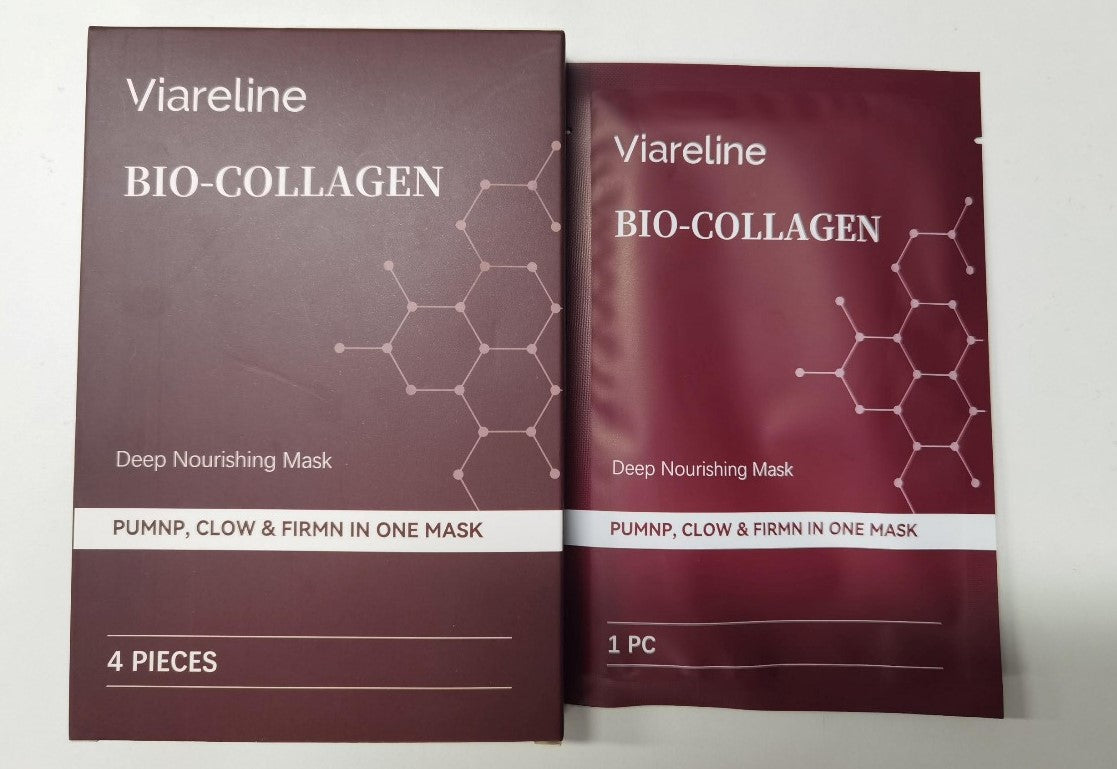 Viareline
BIO-COLLAGEN
Deep Nourishing Mask
PUMNP, CLOW & FIRMN IN ONE MASK
4 PIECES
Viareline
BIO-COLLAGEN
Deep Nourishing Mask
PUMNP, CLOW & FIRMN IN ONE MASK
1 PC